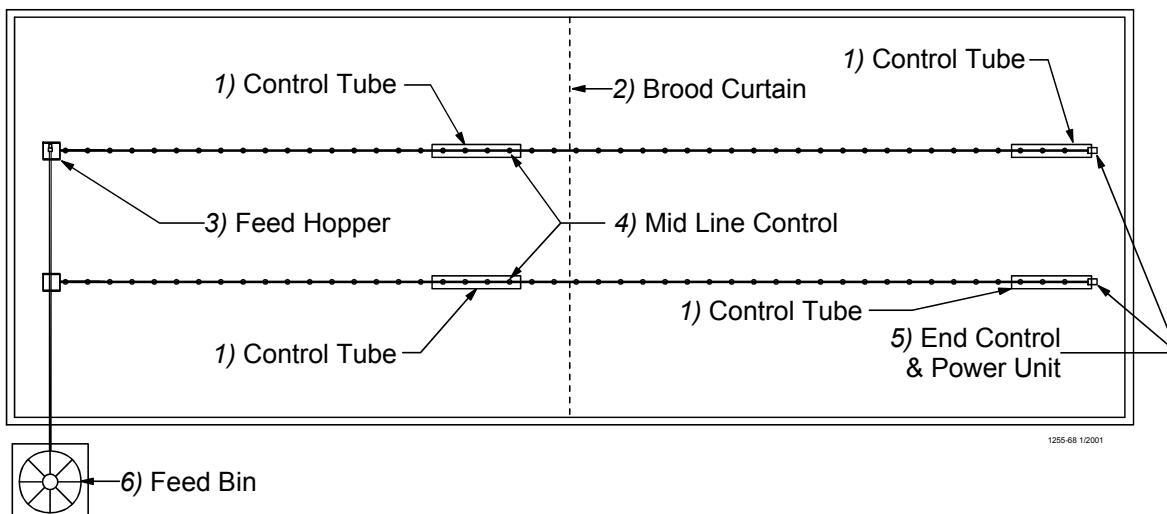 1) Control Tube
1) Control Tube
2) Brood Curtain
3) Feed Hopper
4) Mid Line Control
1) Control Tube
1) Control Tube
5) End Control
& Power Unit
1255-68 1/2001
6) Feed Bin